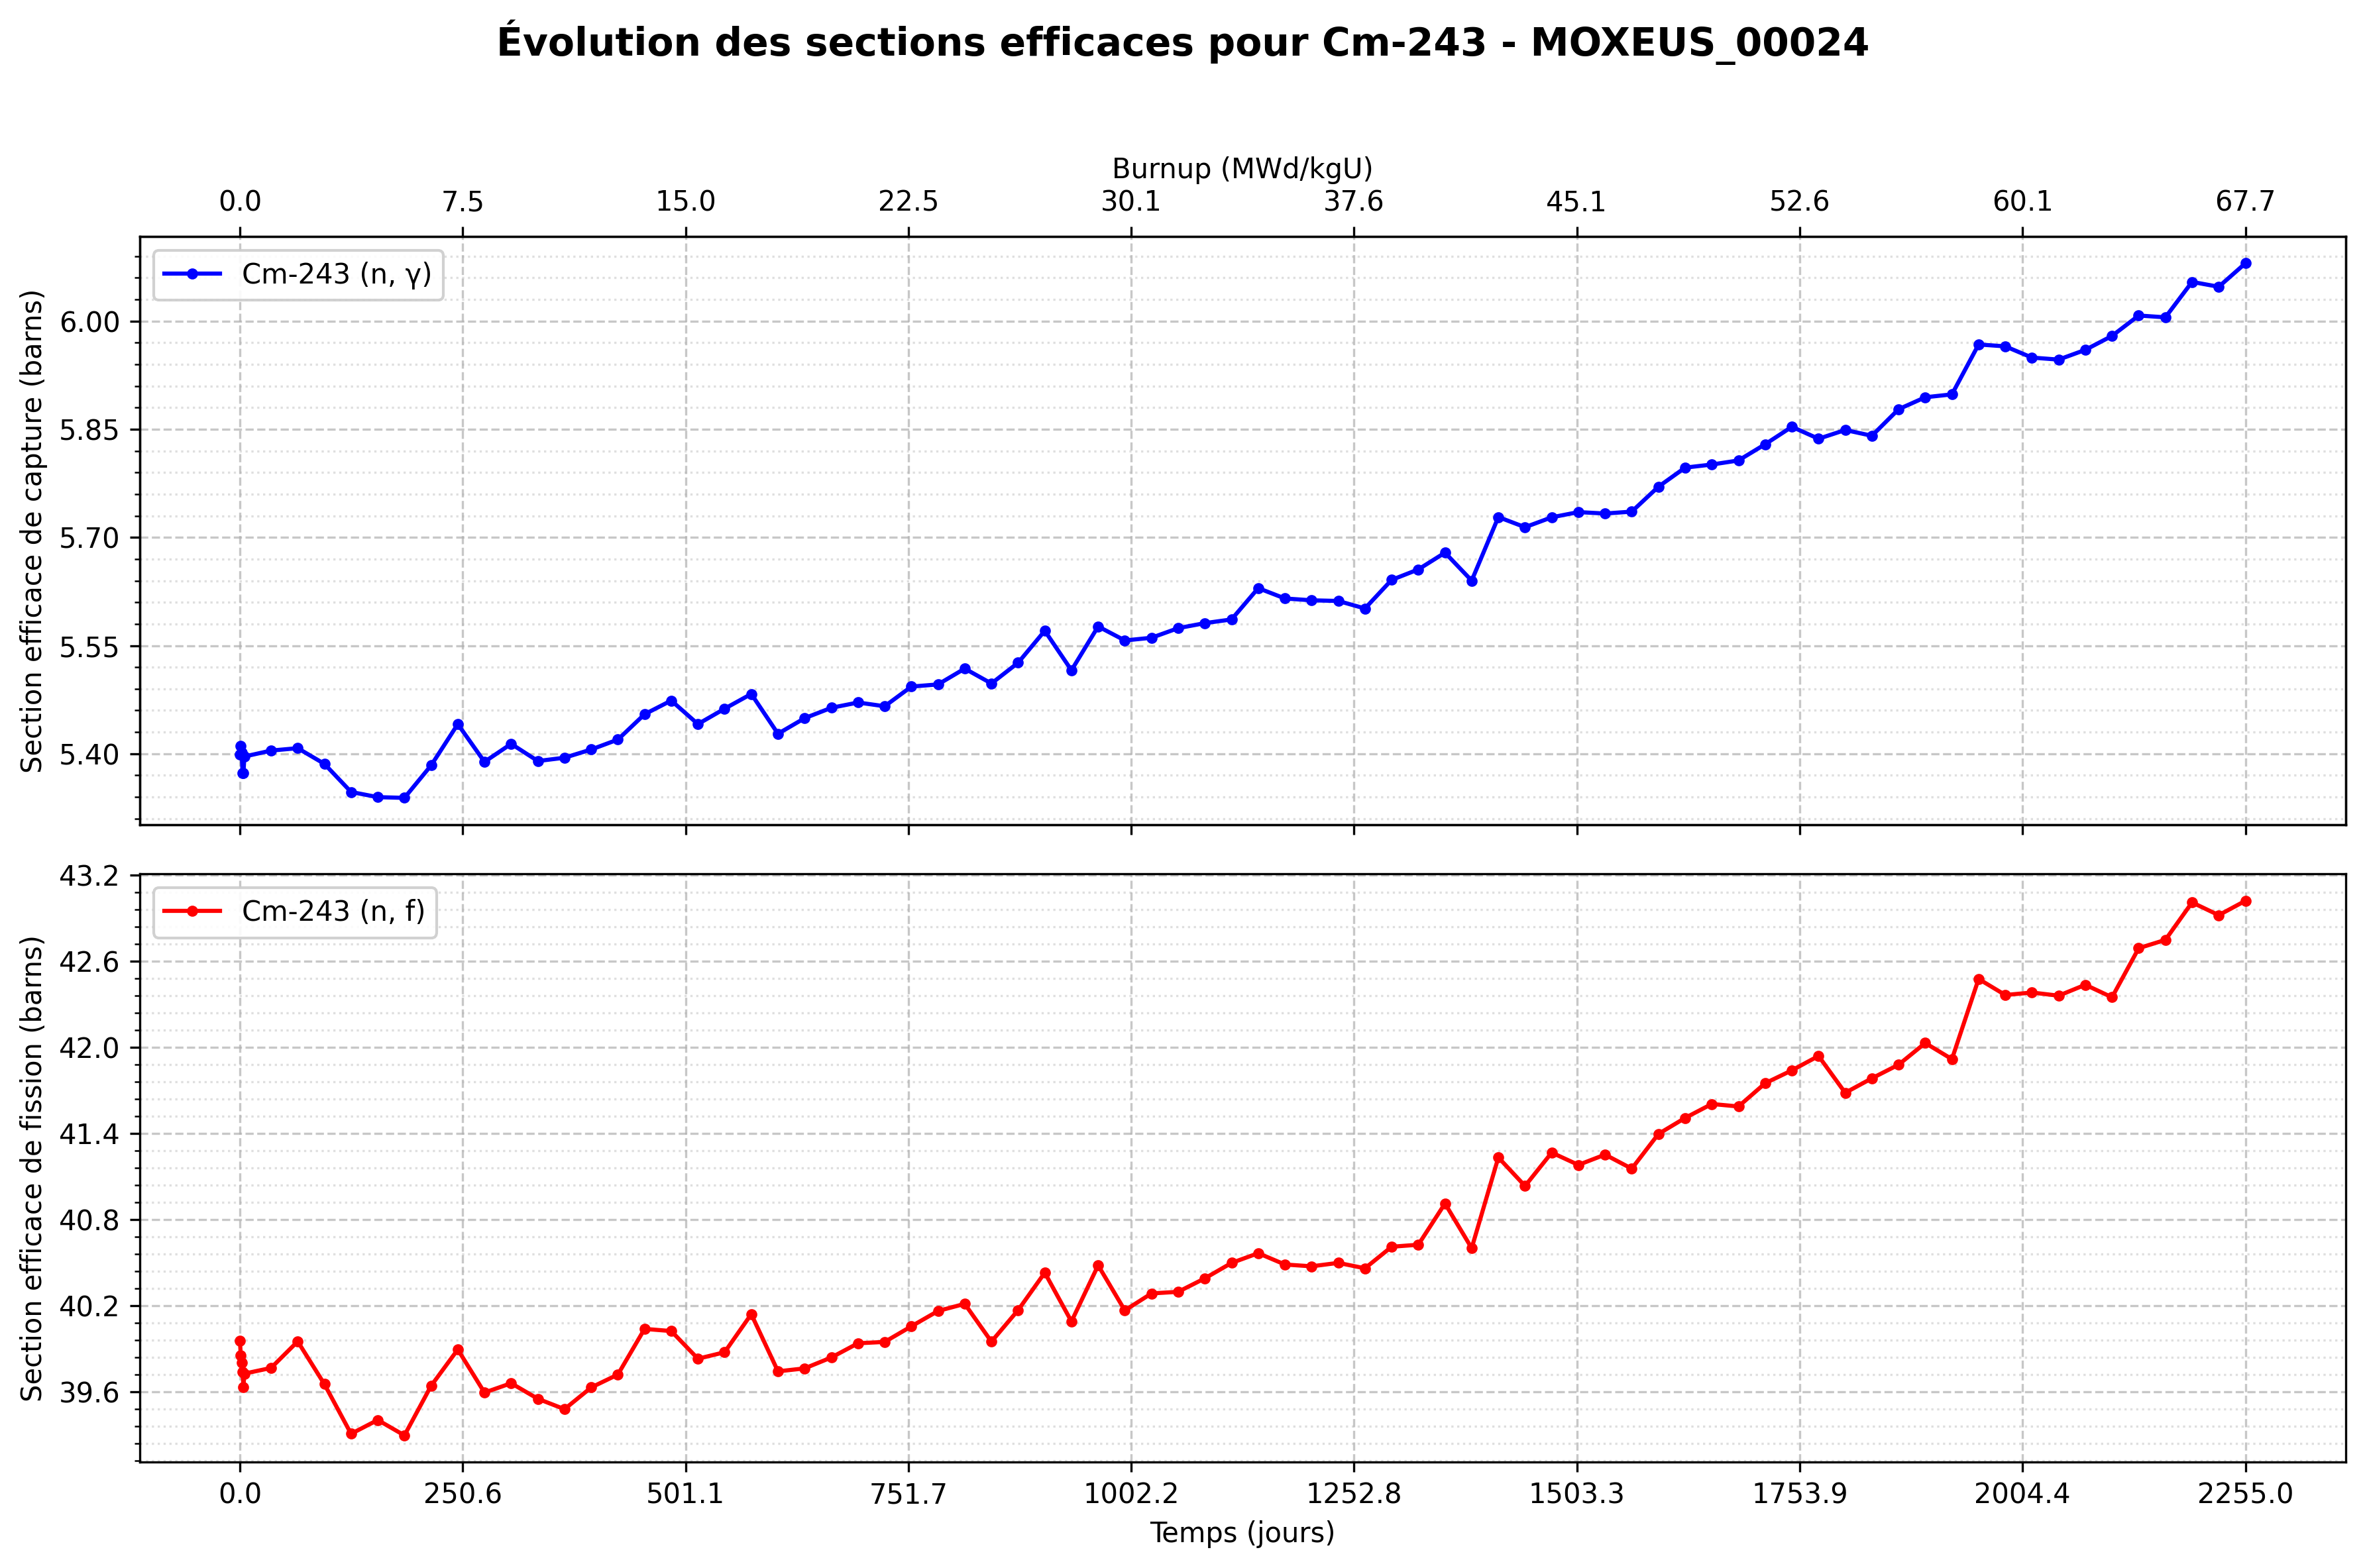 Évolution des sections efficaces pour Cm-243 - MOXEUS_00024
Burnup (MWd/kgU)
0.0 7.5 15.0 22.5 30.1 37.6 45.1 52.6 60.1 67.7
Cm-243 (n, γ)
Section efficace de capture (barns)
6.00
5.85
5.70
5.55
5.40
Cm-243 (n, f)
Section efficace de fission (barns)
43.2
42.6
42.0
41.4
40.8
40.2
39.6
0.0 250.6 501.1 751.7 1002.2 1252.8 1503.3 1753.9 2004.4 2255.0
Temps (jours)